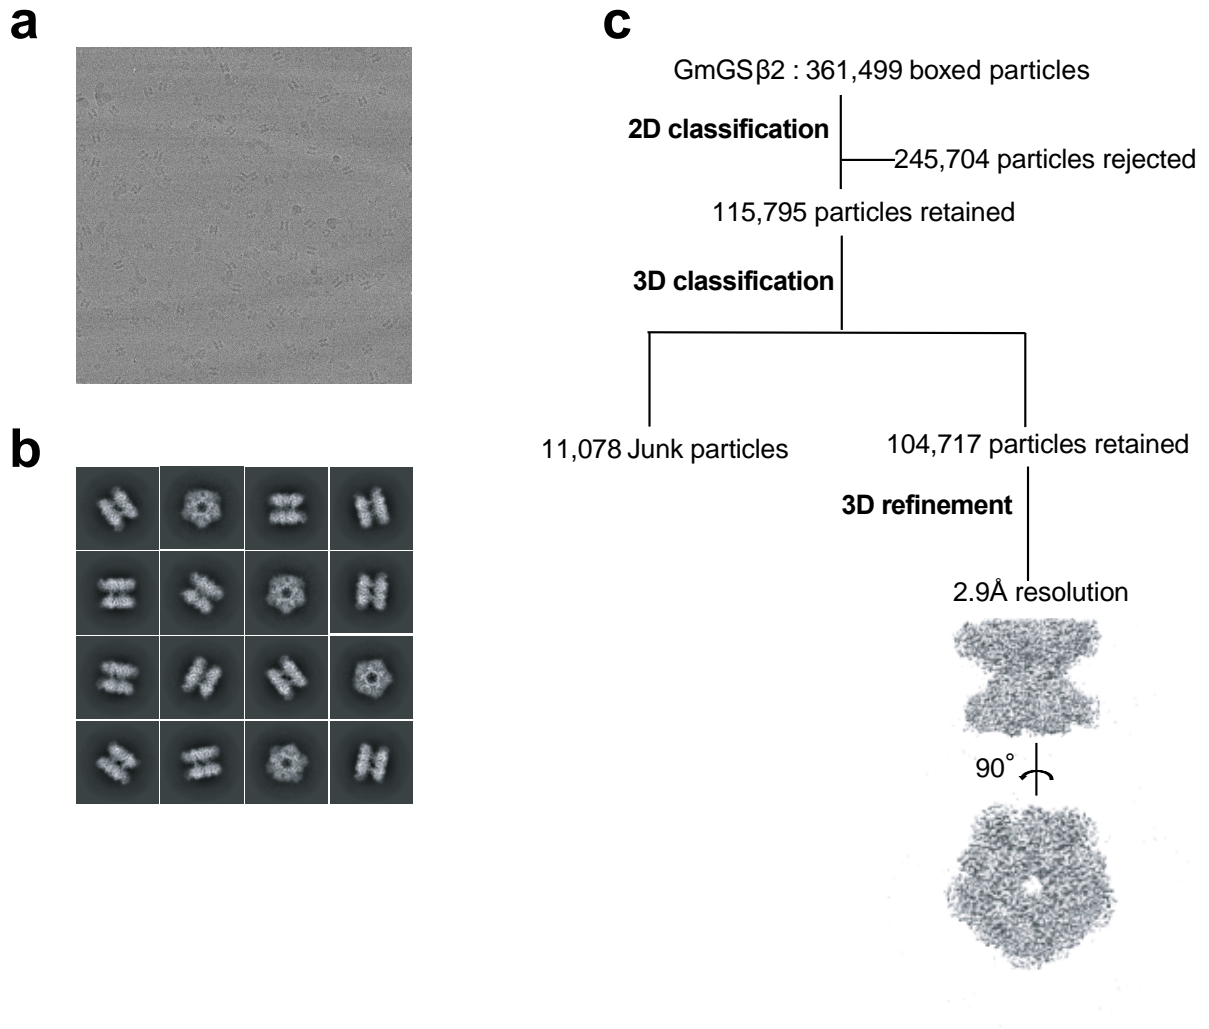 a
b
c
GmGSβ2 : 361,499 boxed particles
2D classification
245,704 particles rejected
115,795 particles retained
3D classification
11,078 Junk particles
104,717 particles retained
3D refinement
2.9Å resolution
90°